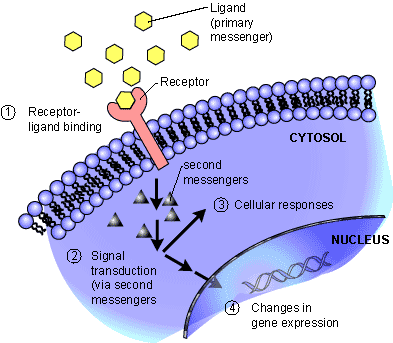 Ligand
(primary
messenger)
Receptor
1 Receptor-
ligand binding
CYTOSOL
second
messengers
3 Cellular responses
NUCLEUS
2 Signal
transduction
(via second
messengers
4 Changes in
gene expression